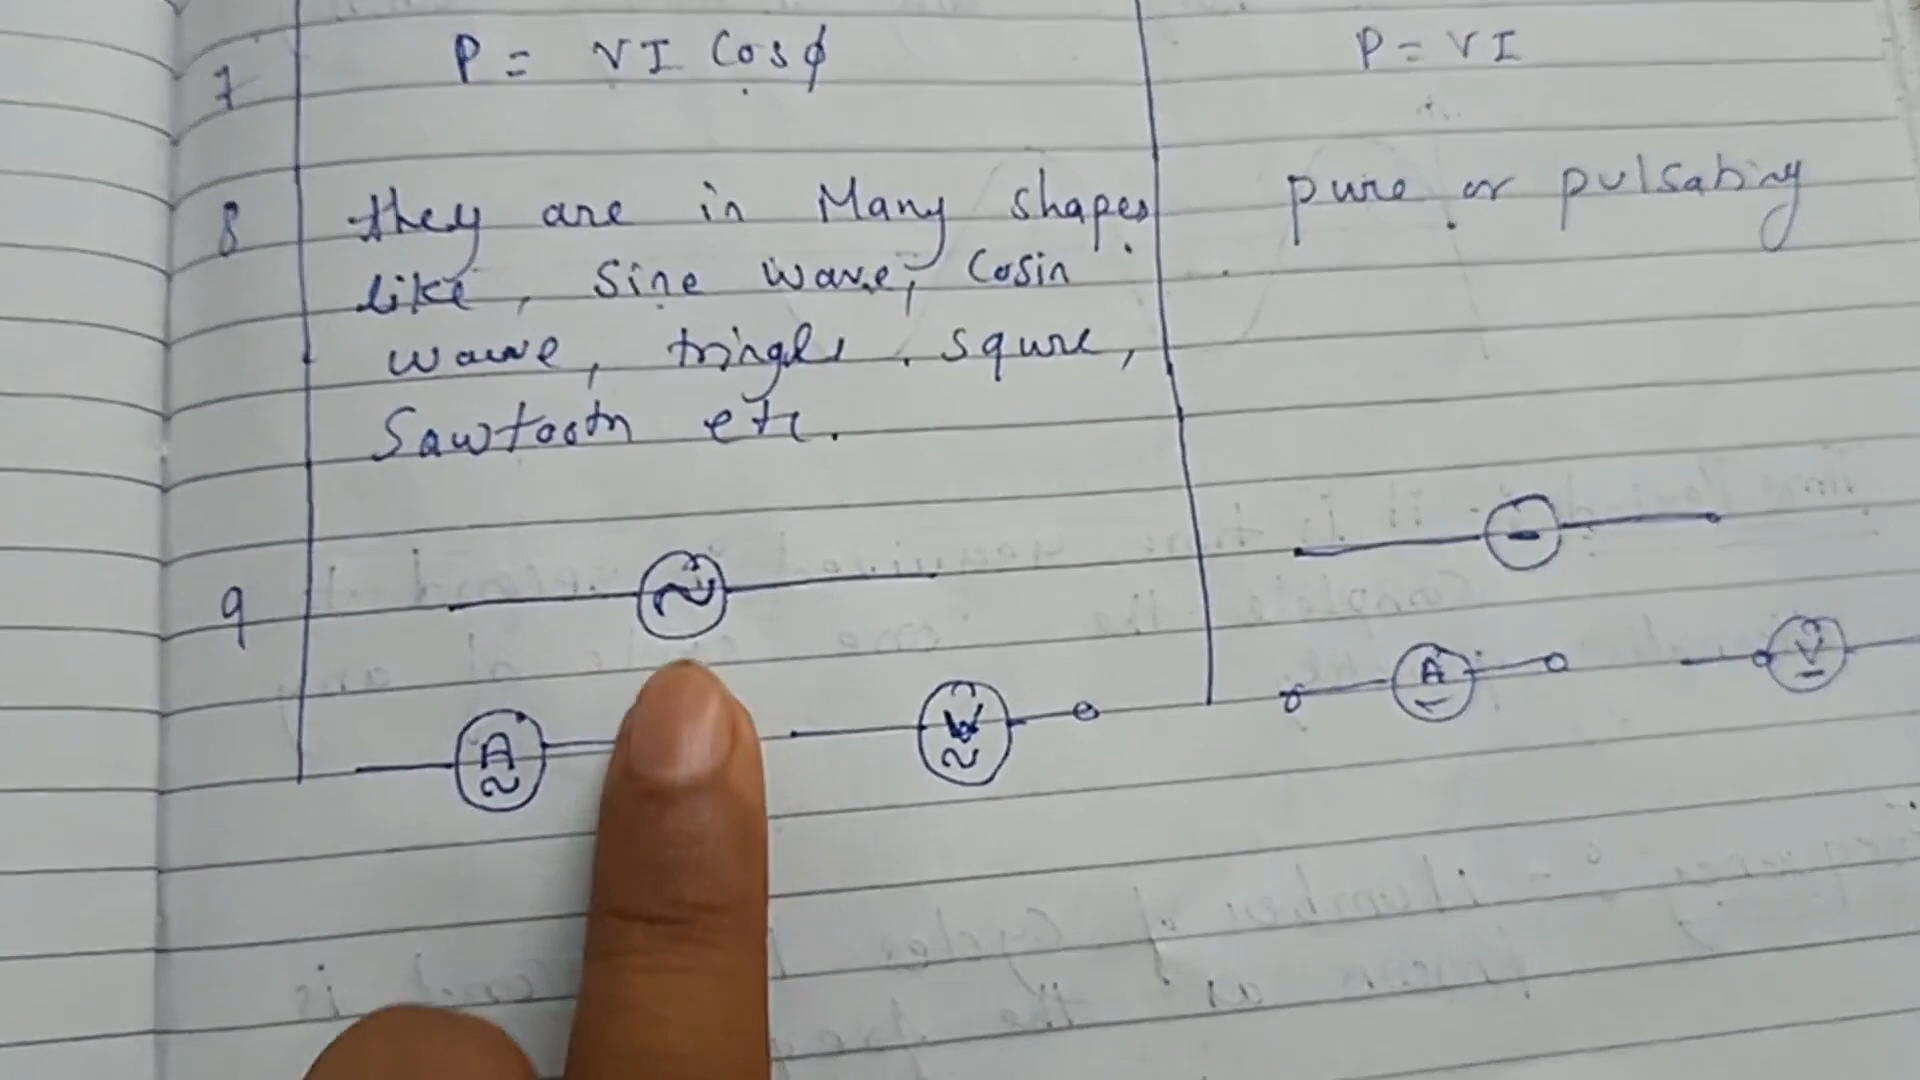 7 P = VI Cosϕ P = VI
8 they are in Many shapes pure or pulsating
like, Sine wave, Cosin
wave, tringle, squre,
Sawtooth etc.
9 ~ -
A ~ V ~ A - V -